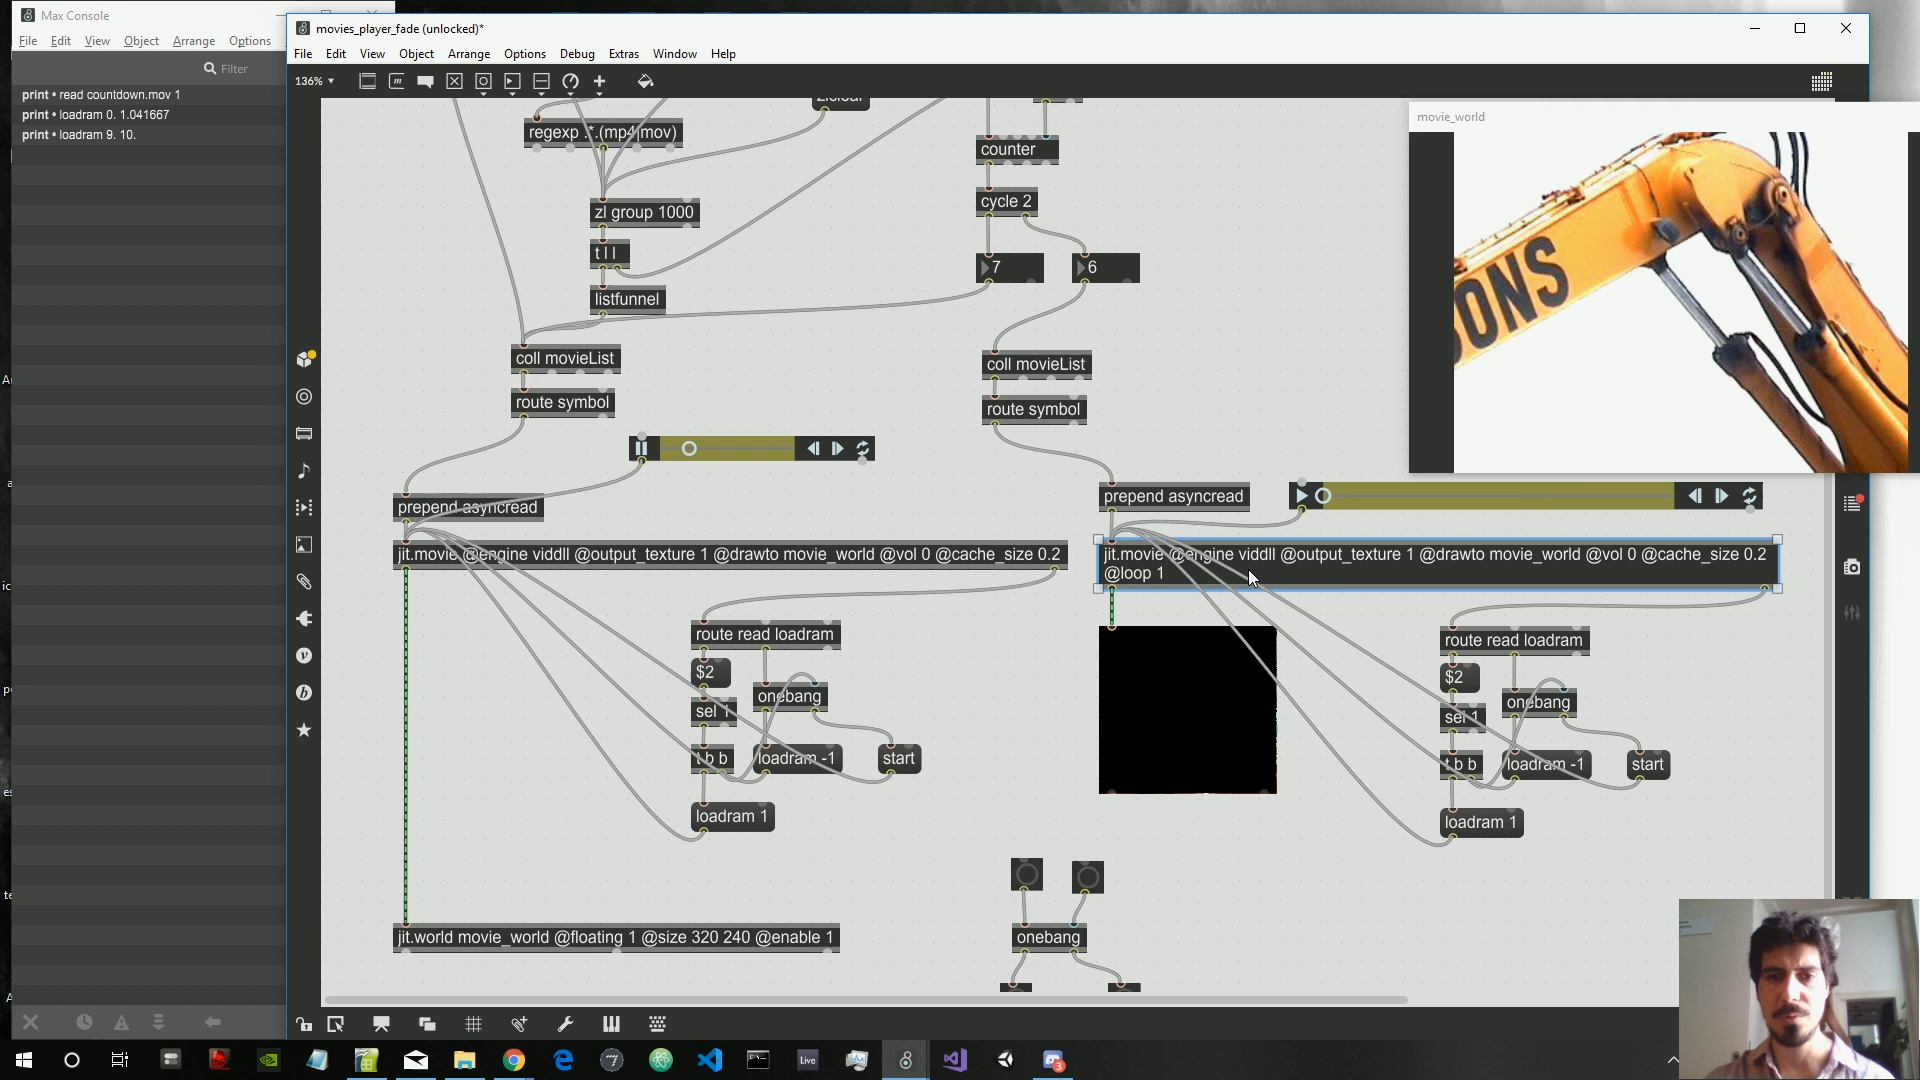 Max Console
File Edit View Object Arrange Options
Filter
print • read countdown.mov 1
print • loadram 0. 1.041667
print • loadram 9. 10.
movies_player_fade (unlocked)*
File Edit View Object Arrange Options Debug Extras Window Help
136%
regexp .*.(mp4|mov)
zl group 1000
t l l
listfunnel
coll movieList
route symbol
prepend asyncread
jit.movie @engine viddll @output_texture 1 @drawto movie_world @vol 0 @cache_size 0.2
route read loadram
$2
onebang
sel 1
t b b
loadram -1
start
loadram 1
jit.world movie_world @floating 1 @size 320 240 @enable 1
counter
cycle 2
7
6
coll movieList
route symbol
prepend asyncread
jit.movie @engine viddll @output_texture 1 @drawto movie_world @vol 0 @cache_size 0.2
@loop 1
route read loadram
$2
onebang
sel 1
t b b
loadram -1
start
loadram 1
onebang
movie_world
ONS
Live
3